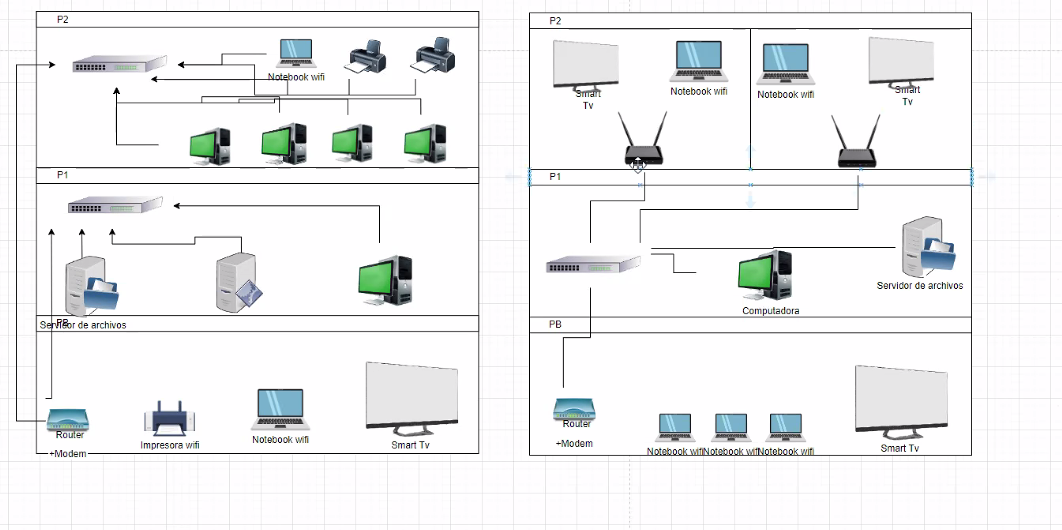 P2
Notebook wifi
P1
Servidor de archivos
PB
Router
+Modem
Impresora wifi
Notebook wifi
Smart Tv
P2
Smart
Tv
Notebook wifi
Notebook wifi
Smart
Tv
P1
Computadora
Servidor de archivos
PB
Router
+Modem
Notebook wifi
Notebook wifi
Notebook wifi
Smart Tv